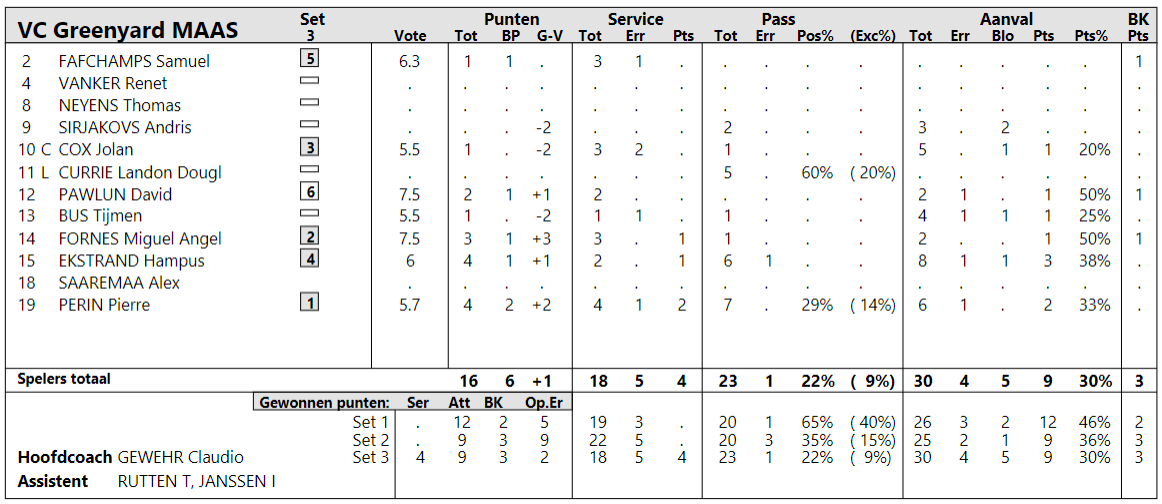 Set Punten Service Pass Aanval BK
VC Greenyard MAAS 3 Vote Tot BP G-V Tot Err Pts Tot Err Pos% (Exc%) Tot Err Blo Pts Pts% Pts
2 FAFCHAMPS Samuel 5 6.3 1 1 . 3 1 . . . . . . . . . . 1
4 VANKER Renet . . . . . . . . . . . . . . . . .
8 NEYENS Thomas . . . . . . . . . . . . . . . . .
9 SIRJAKOVS Andris . . . -2 . . . 2 . . . 3 . 2 . . .
10 C COX Jolan 3 5.5 1 . -2 3 2 . 1 . . . 5 . 1 1 20% .
11 L CURRIE Landon Dougl . . . . . . . 5 . 60% ( 20%) . . . . . .
12 PAWLUN David 6 7.5 2 1 +1 2 . . . . . . 2 1 . 1 50% 1
13 BUS Tijmen 5.5 1 . -2 1 1 . 1 . . . 4 1 1 1 25% .
14 FORNES Miguel Angel 2 7.5 3 1 +3 3 . 1 1 . . . 2 . . 1 50% 1
15 EKSTRAND Hampus 4 6 4 1 +1 2 . 1 6 1 . . 8 1 1 3 38% .
18 SAAREMAA Alex . . . . . . . . . . . . . . . . .
19 PERIN Pierre 1 5.7 4 2 +2 4 1 2 7 . 29% ( 14%) 6 1 . 2 33% .
Spelers totaal 16 6 +1 18 5 4 23 1 22% ( 9%) 30 4 5 9 30% 3
Gewonnen punten: Ser Att BK Op.Er
Set 1 . 12 2 5 19 3 . 20 1 65% ( 40%) 26 3 2 12 46% 2
Set 2 . 9 3 9 22 5 . 20 3 35% ( 15%) 25 2 1 9 36% 3
Hoofdcoach GEWEHR Claudio Set 3 4 9 3 2 18 5 4 23 1 22% ( 9%) 30 4 5 9 30% 3
Assistent RUTTEN T, JANSSEN I